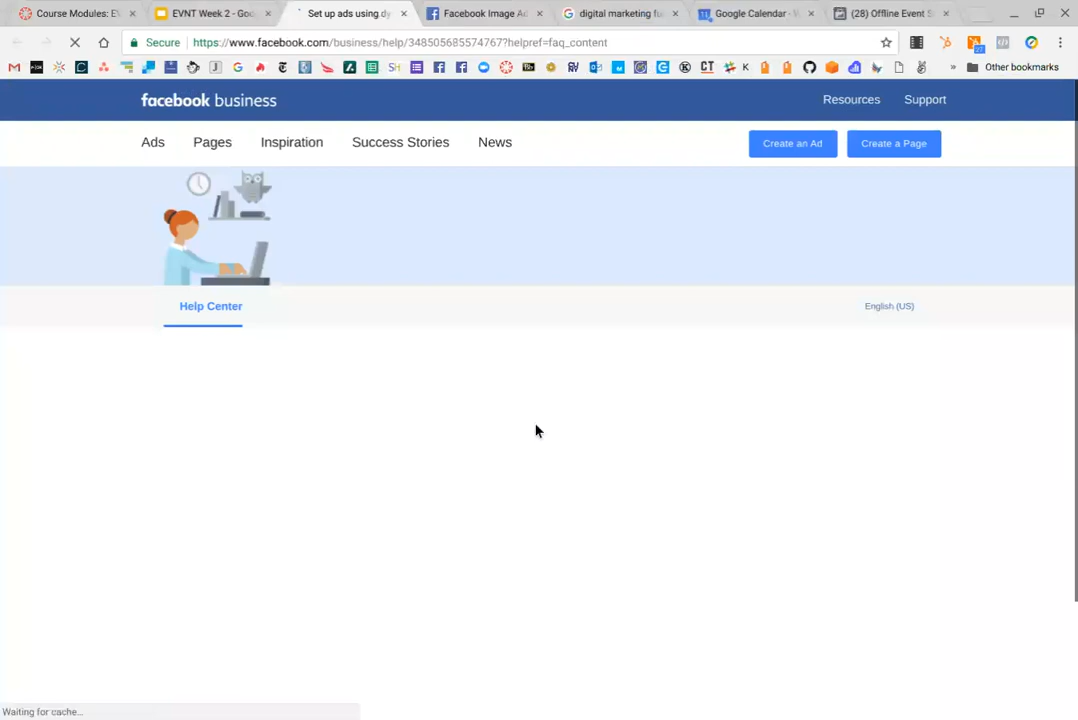 Course Modules: EV
EVNT Week 2 - Goo
Set up ads using dy
Facebook Image Ad
digital marketing fu
Google Calendar - W
(28) Offline Event S
Secure
https://www.facebook.com/business/help/348505685574767?helpref=faq_content
Other bookmarks
facebook business
Resources
Support
Ads
Pages
Inspiration
Success Stories
News
Create an Ad
Create a Page
Help Center
English (US)
Waiting for cache...